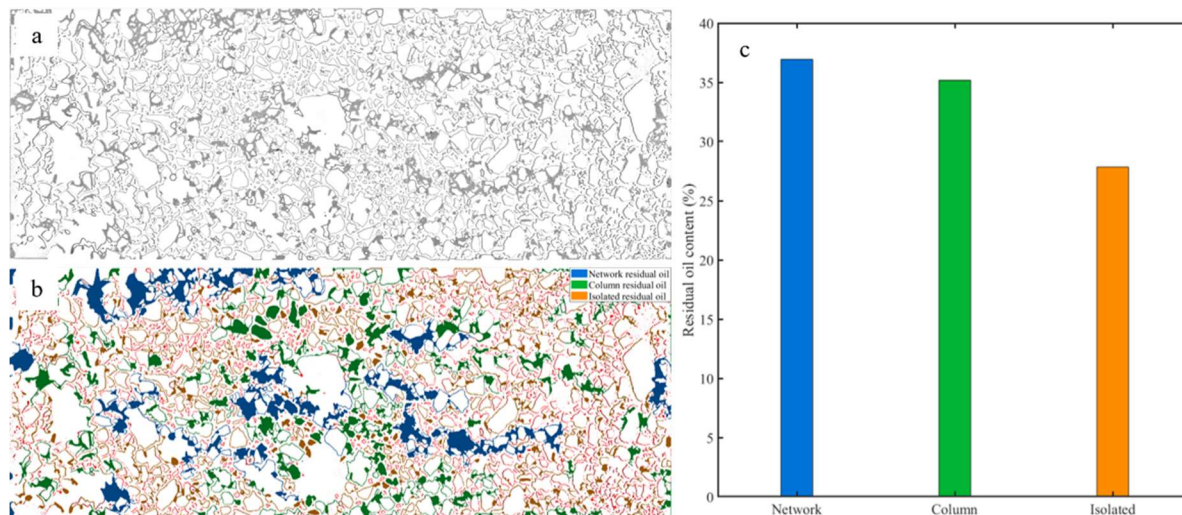 a
b
Network residual oil
Column residual oil
Isolated residual oil
c
Residual oil content (%)
40
35
30
25
20
15
10
5
0
Network
Column
Isolated